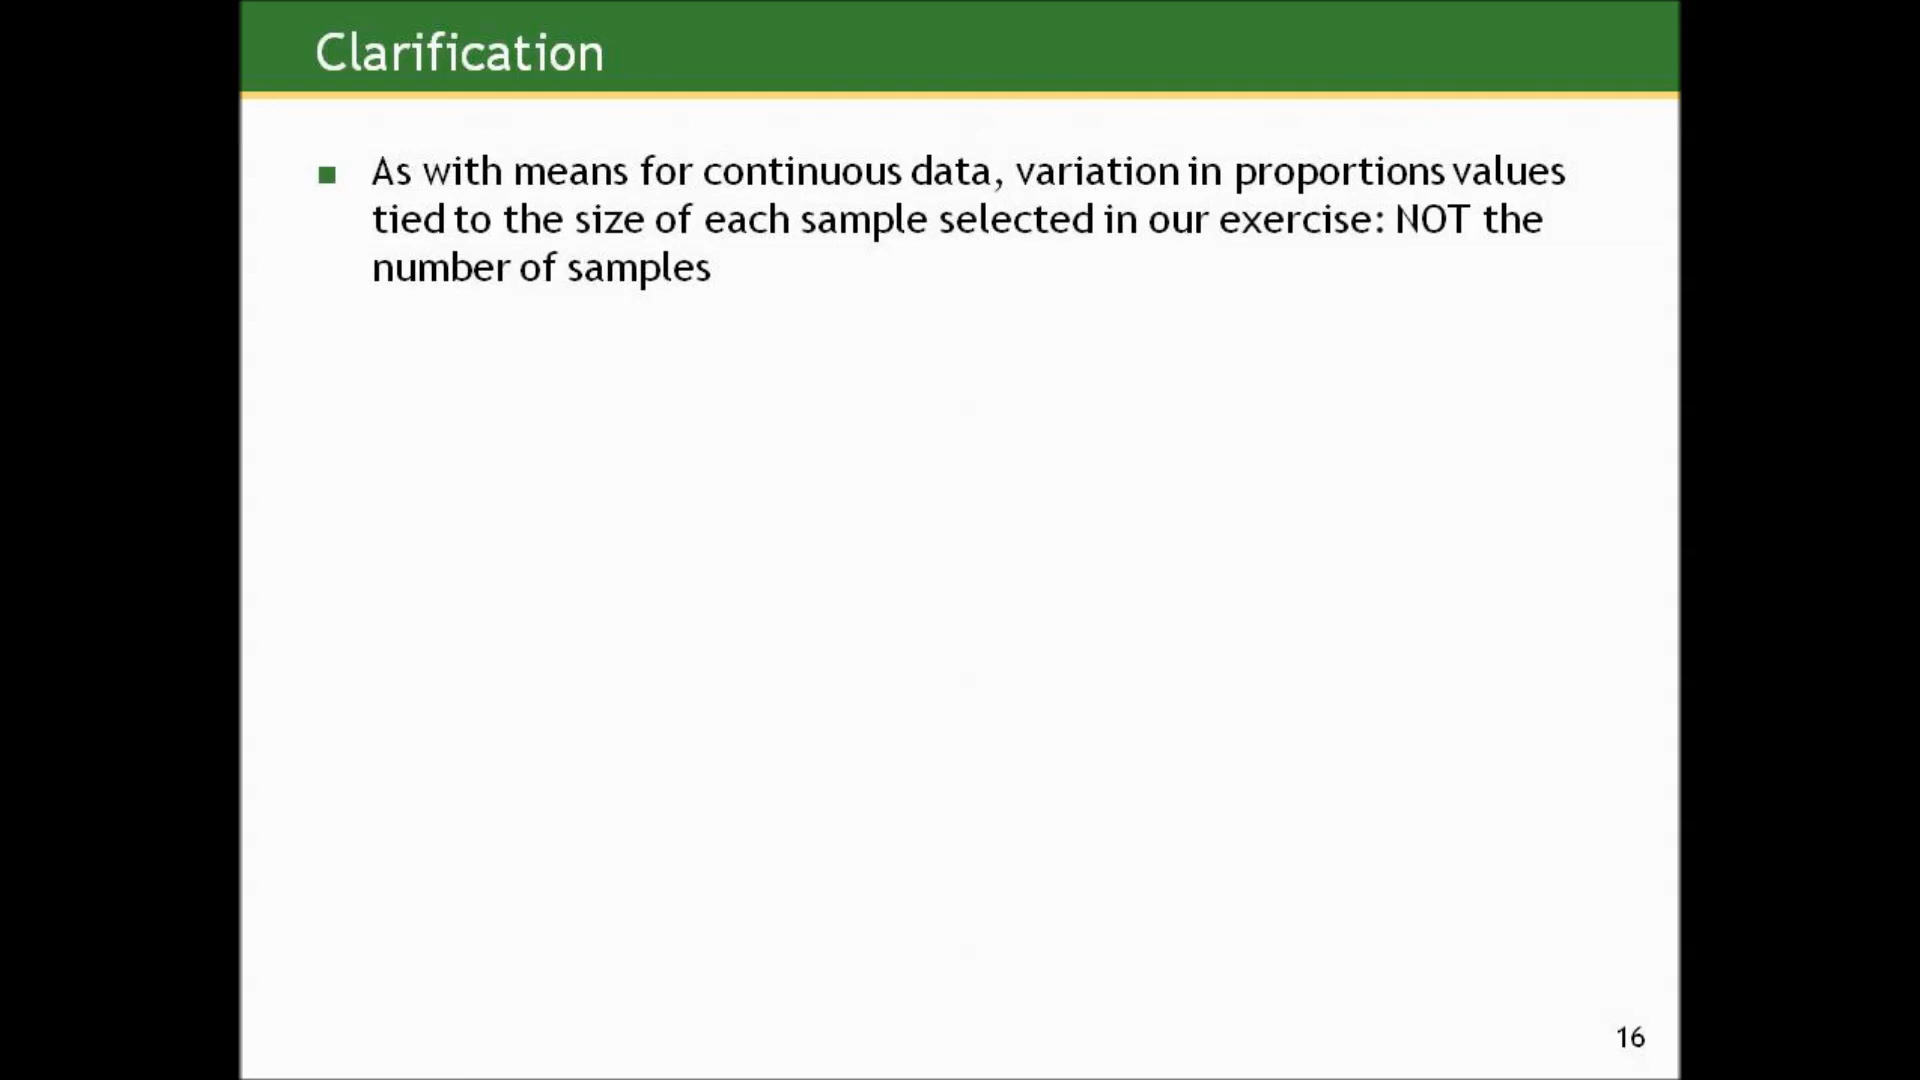 Clarification
As with means for continuous data, variation in proportions values
tied to the size of each sample selected in our exercise: NOT the
number of samples
16